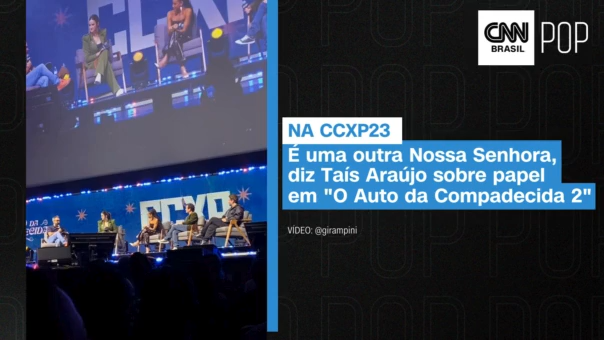 CNN
BRASIL
POP
NA CCXP23
É uma outra Nossa Senhora,
diz Taís Araújo sobre papel
em "O Auto da Compadecida 2"
VÍDEO: @girampini
CCXP
CCXP